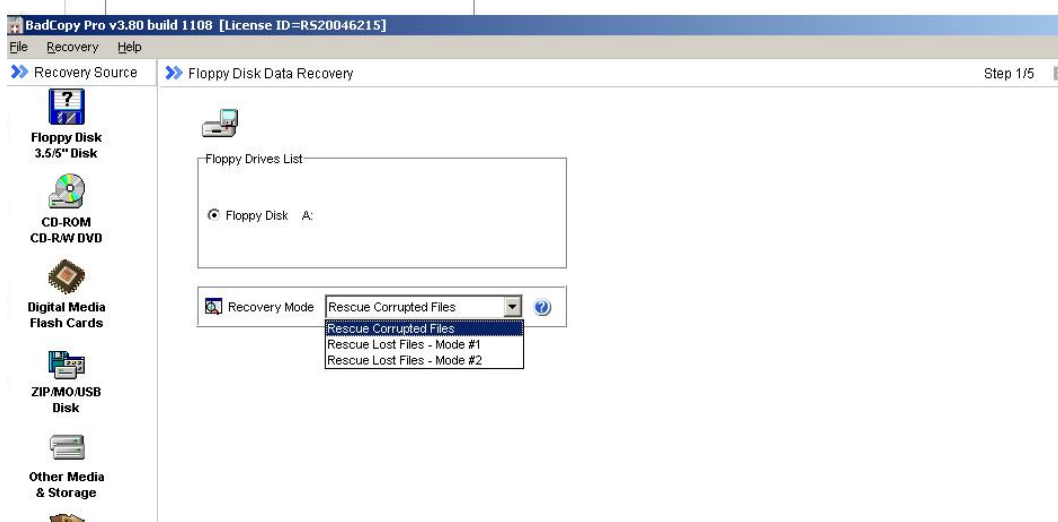 BadCopy Pro v3.80 build 1108 [License ID=RS20046215]
File Recovery Help
Recovery Source
Floppy Disk Data Recovery
Step 1/5
Floppy Disk
3.5/5" Disk
CD-ROM
CD-R/W DVD
Digital Media
Flash Cards
ZIP/MO/USB
Disk
Other Media
& Storage
Floppy Drives List
Floppy Disk A:
Recovery Mode Rescue Corrupted Files
Rescue Corrupted Files
Rescue Lost Files - Mode #1
Rescue Lost Files - Mode #2